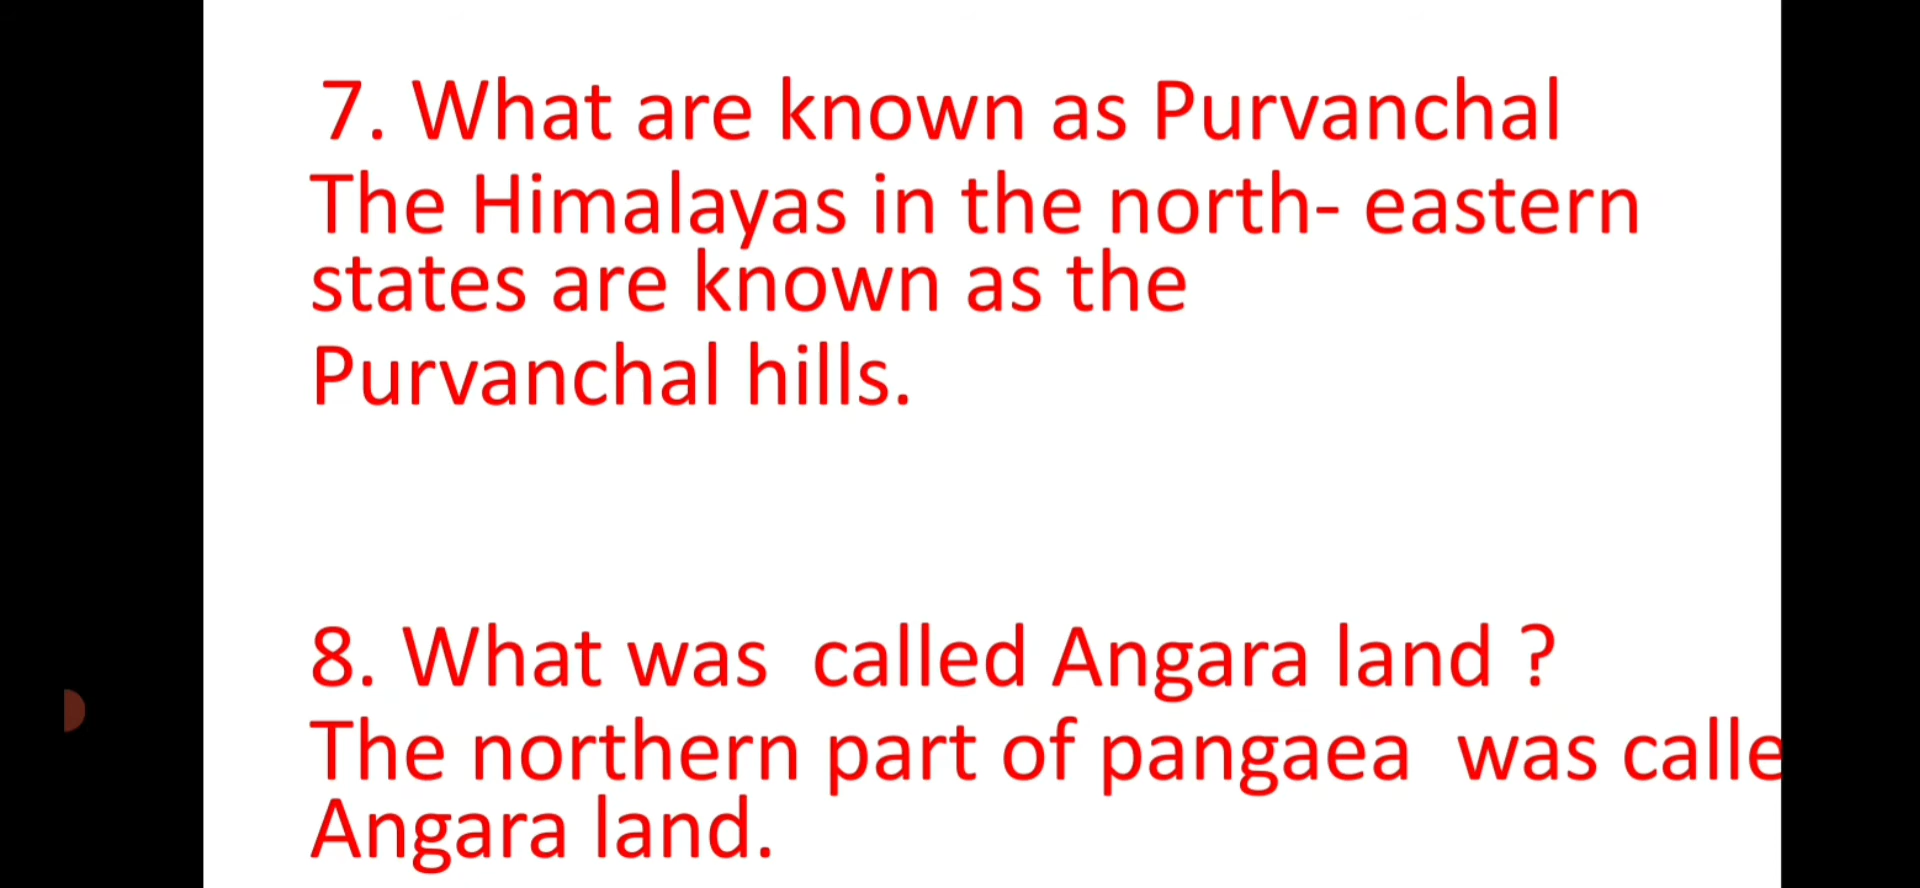 7. What are known as Purvanchal
The Himalayas in the north- eastern
states are known as the
Purvanchal hills.
8. What was called Angara land ?
The northern part of pangaea was calle
Angara land.